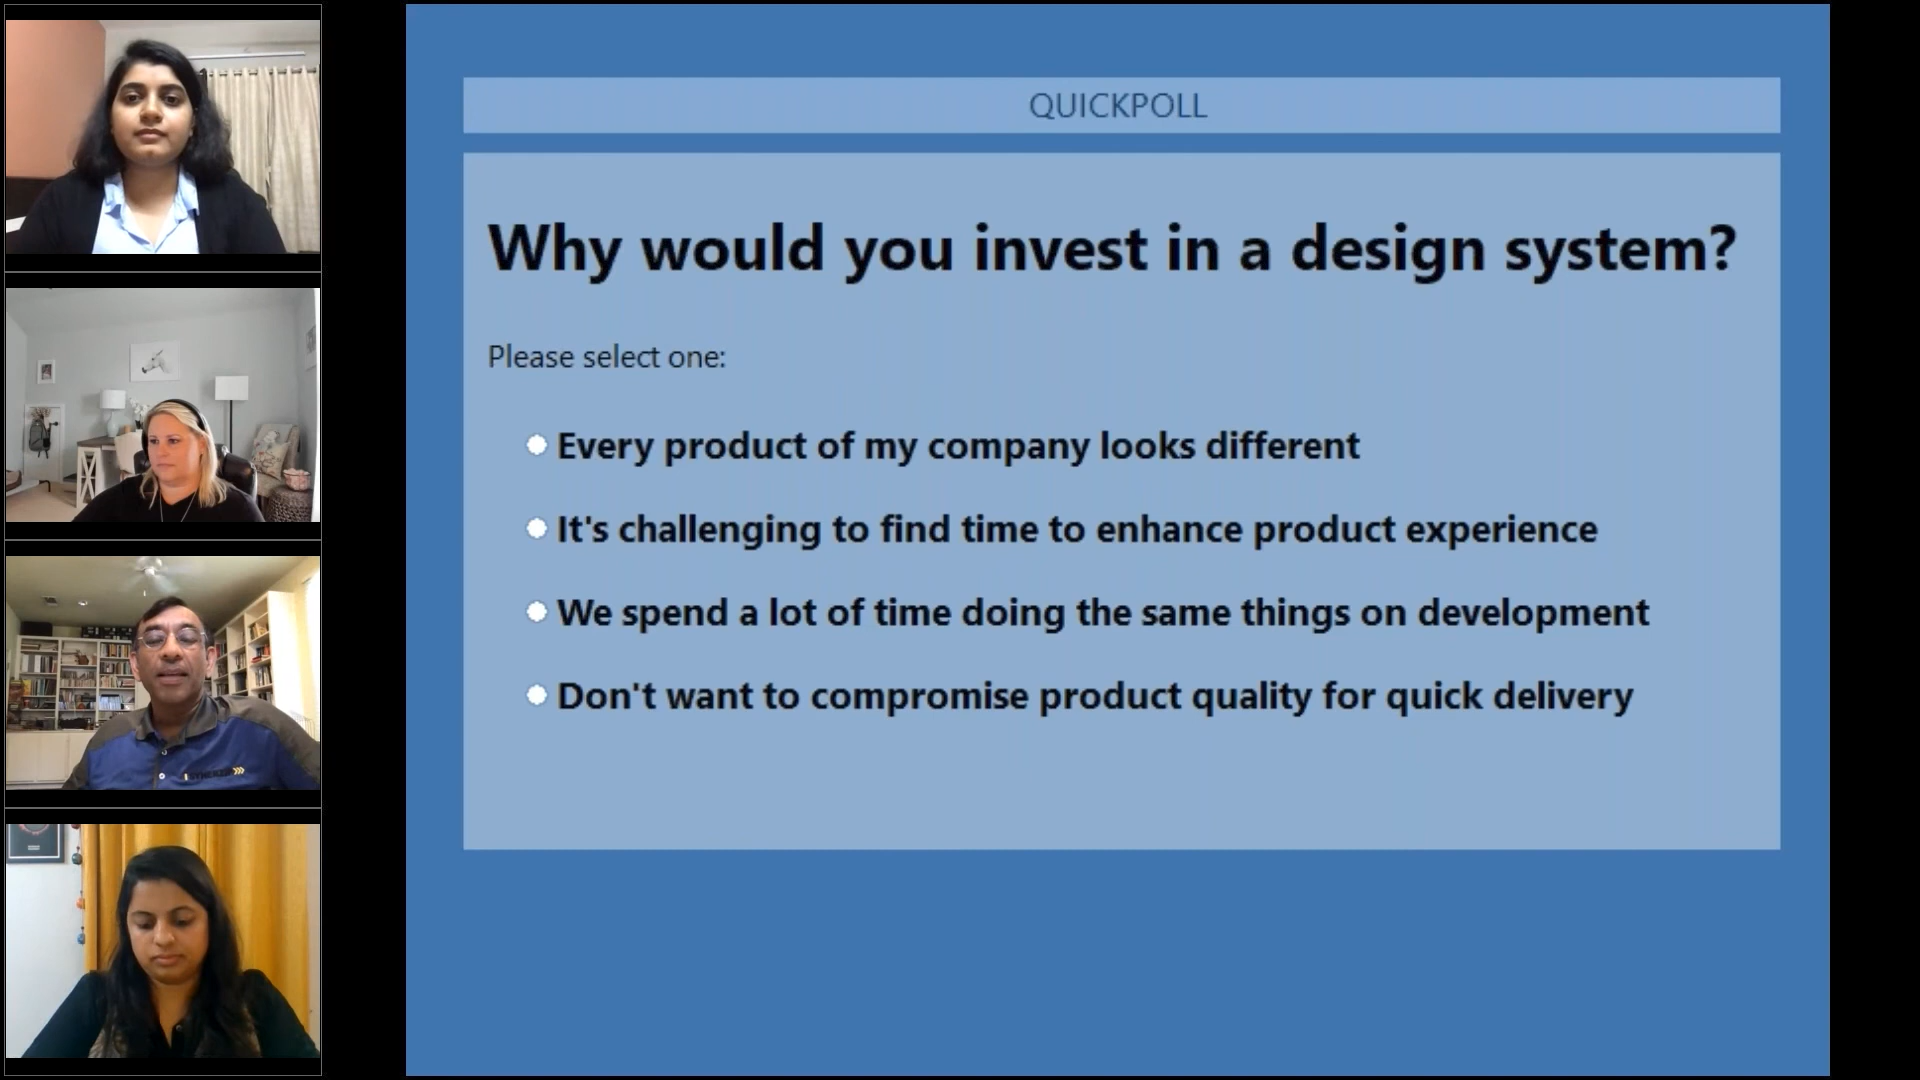 QUICKPOLL
Why would you invest in a design system?
Please select one:
Every product of my company looks different
It's challenging to find time to enhance product experience
We spend a lot of time doing the same things on development
Don't want to compromise product quality for quick delivery